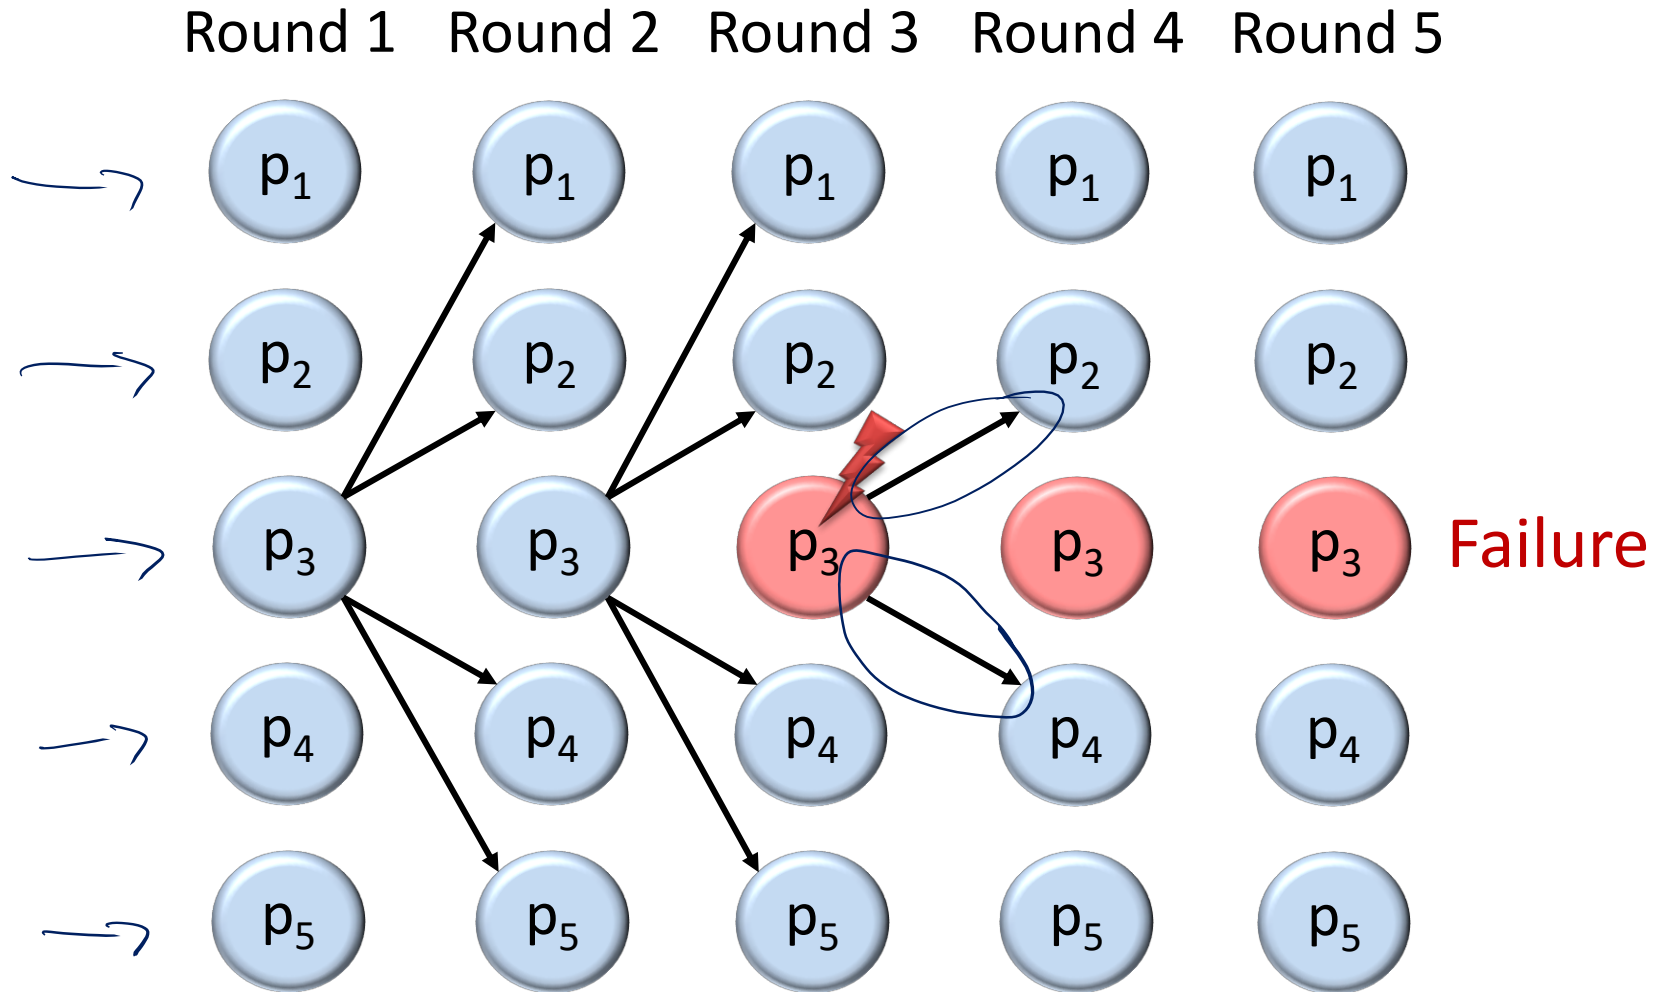 Round 1 Round 2 Round 3 Round 4 Round 5
p1 p1 p1 p1 p1
p2 p2 p2 p2 p2
p3 p3 p3 p3 p3 Failure
p4 p4 p4 p4 p4
p5 p5 p5 p5 p5